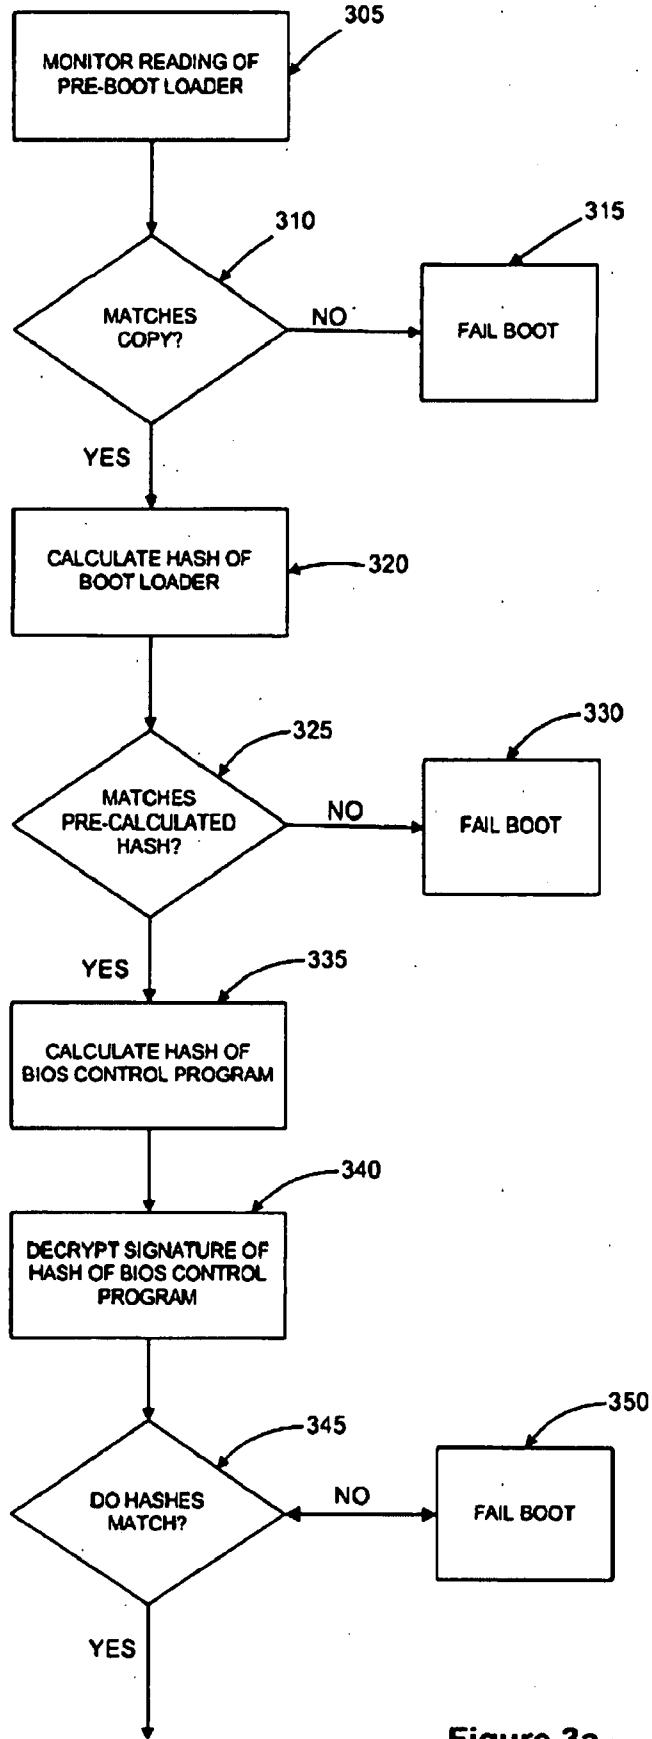 305
MONITOR READING OF
PRE-BOOT LOADER
310
315
MATCHES
COPY?
NO
FAIL BOOT
YES
CALCULATE HASH OF
BOOT LOADER
320
325
330
MATCHES
PRE-CALCULATED
HASH?
NO
FAIL BOOT
YES
335
CALCULATE HASH OF
BIOS CONTROL PROGRAM
340
DECRYPT SIGNATURE OF
HASH OF BIOS CONTROL
PROGRAM
345
350
DO HASHES
MATCH?
NO
FAIL BOOT
YES
Figure 3a